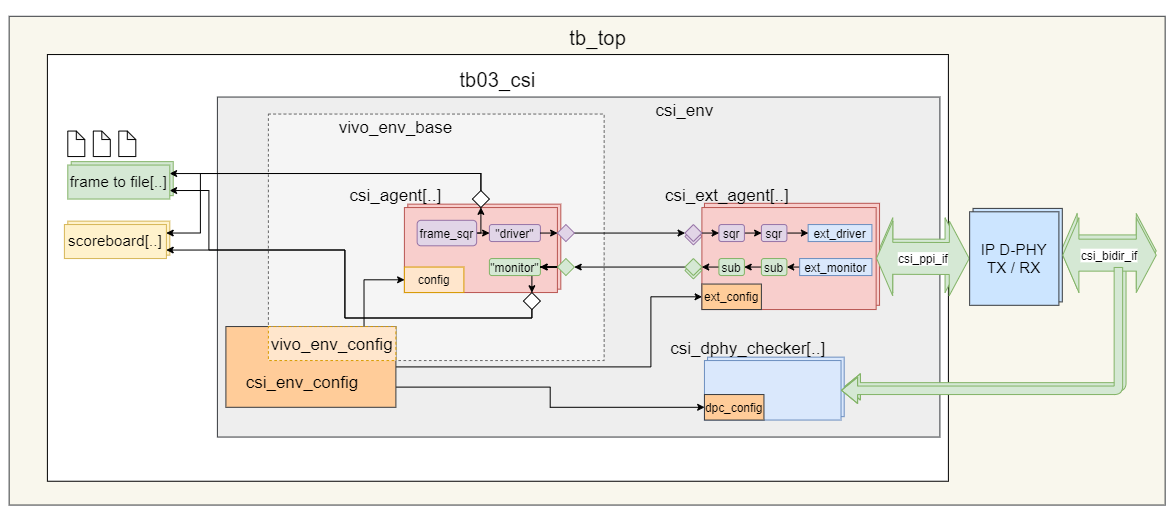 tb_top
tb03_csi
csi_env
vivo_env_base
frame to file[..]
scoreboard[..]
csi_agent[..]
frame_sqr
"driver"
"monitor"
config
csi_ext_agent[..]
sqr
sqr
ext_driver
sub
sub
ext_monitor
ext_config
csi_ppi_if
IP D-PHY
TX / RX
csi_bidir_if
vivo_env_config
csi_env_config
csi_dphy_checker[..]
dpc_config